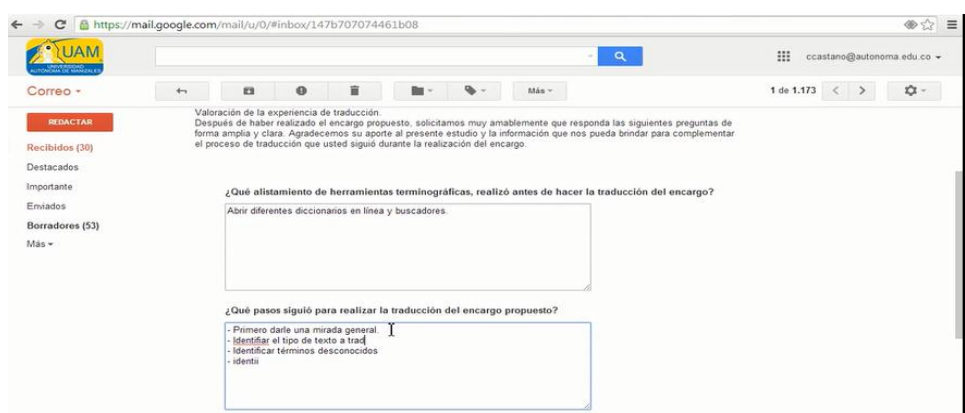 https://mail.google.com/mail/u/0/#inbox/147b707074461b08
UAM
UNIVERSIDAD
AUTÓNOMA DE MANIZALES
ccastano@autonoma.edu.co
Correo
Más
1 de 1.173
REDACTAR
Recibidos (30)
Destacados
Importante
Enviados
Borradores (53)
Más
Valoración de la experiencia de traducción.
Después de haber realizado el encargo propuesto, solicitamos muy amablemente que responda las siguientes preguntas de
forma amplia y clara. Agradecemos su aporte al presente estudio y la información que nos pueda brindar para complementar
el proceso de traducción que usted siguió durante la realización del encargo.
¿Qué alistamiento de herramientas terminográficas, realizó antes de hacer la traducción del encargo?
Abrir diferentes diccionarios en línea y buscadores.
¿Qué pasos siguió para realizar la traducción del encargo propuesto?
- Primero darle una mirada general.
- Identifiar el tipo de texto a trad
- Identificar términos desconocidos
- identii